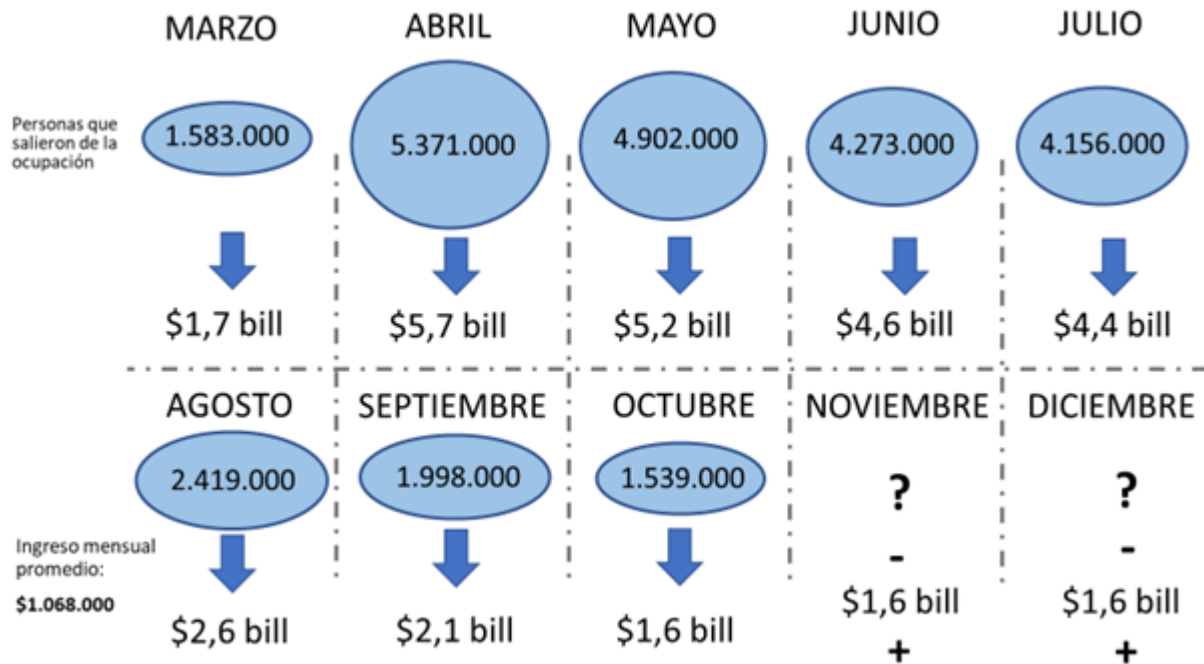 MARZO ABRIL MAYO JUNIO JULIO
Personas que
salieron de la
ocupación
1.583.000 5.371.000 4.902.000 4.273.000 4.156.000
$1,7 bill $5,7 bill $5,2 bill $4,6 bill $4,4 bill
AGOSTO SEPTIEMBRE OCTUBRE NOVIEMBRE DICIEMBRE
2.419.000 1.998.000 1.539.000 ? ?
- -
Ingreso mensual
promedio:
$1.068.000
$1,6 bill $1,6 bill
$2,6 bill $2,1 bill $1,6 bill
+ +